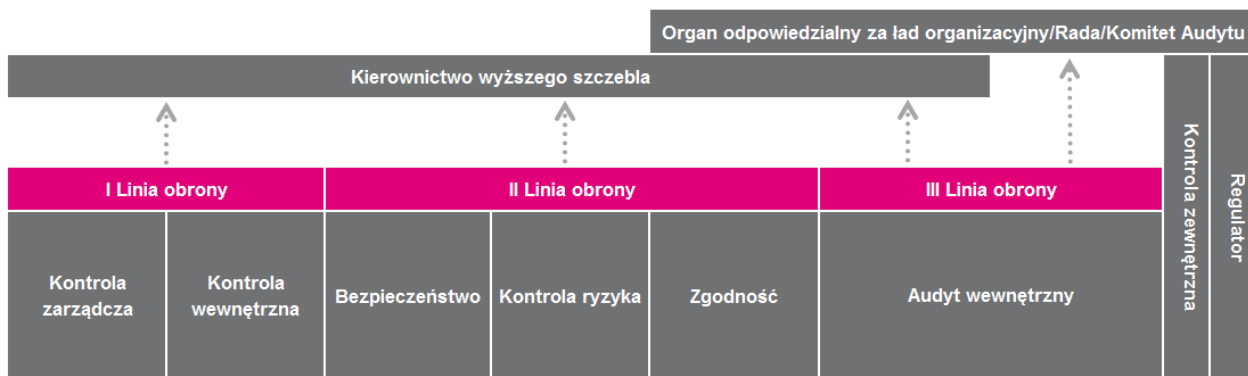 Organ odpowiedzialny za ład organizacyjny/Rada/Komitet Audytu
Kierownictwo wyższego szczebla
I Linia obrony
II Linia obrony
III Linia obrony
Kontrola
zarządcza
Kontrola
wewnętrzna
Bezpieczeństwo
Kontrola ryzyka
Zgodność
Audyt wewnętrzny
Kontrola zewnętrzna
Regulator